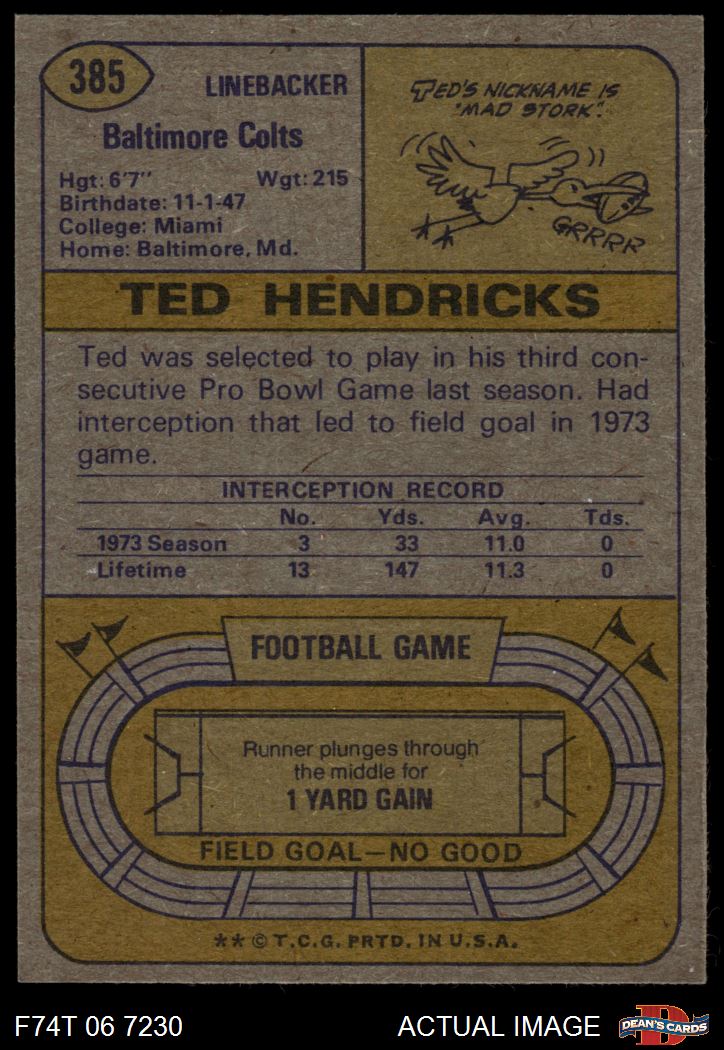 385
LINEBACKER
Baltimore Colts
Hgt: 6'7" Wgt: 215
Birthdate: 11-1-47
College: Miami
Home: Baltimore, Md.
TED'S NICKNAME IS
"MAD STORK".
GRRRR
TED HENDRICKS
Ted was selected to play in his third con-
secutive Pro Bowl Game last season. Had
interception that led to field goal in 1973
game.
INTERCEPTION RECORD
No. Yds. Avg. Tds.
1973 Season 3 33 11.0 0
Lifetime 13 147 11.3 0
FOOTBALL GAME
Runner plunges through
the middle for
1 YARD GAIN
FIELD GOAL—NO GOOD
** © T.C.G. PRTD. IN U.S.A.
F74T 06 7230 ACTUAL IMAGE
D
DEAN'S CARDS